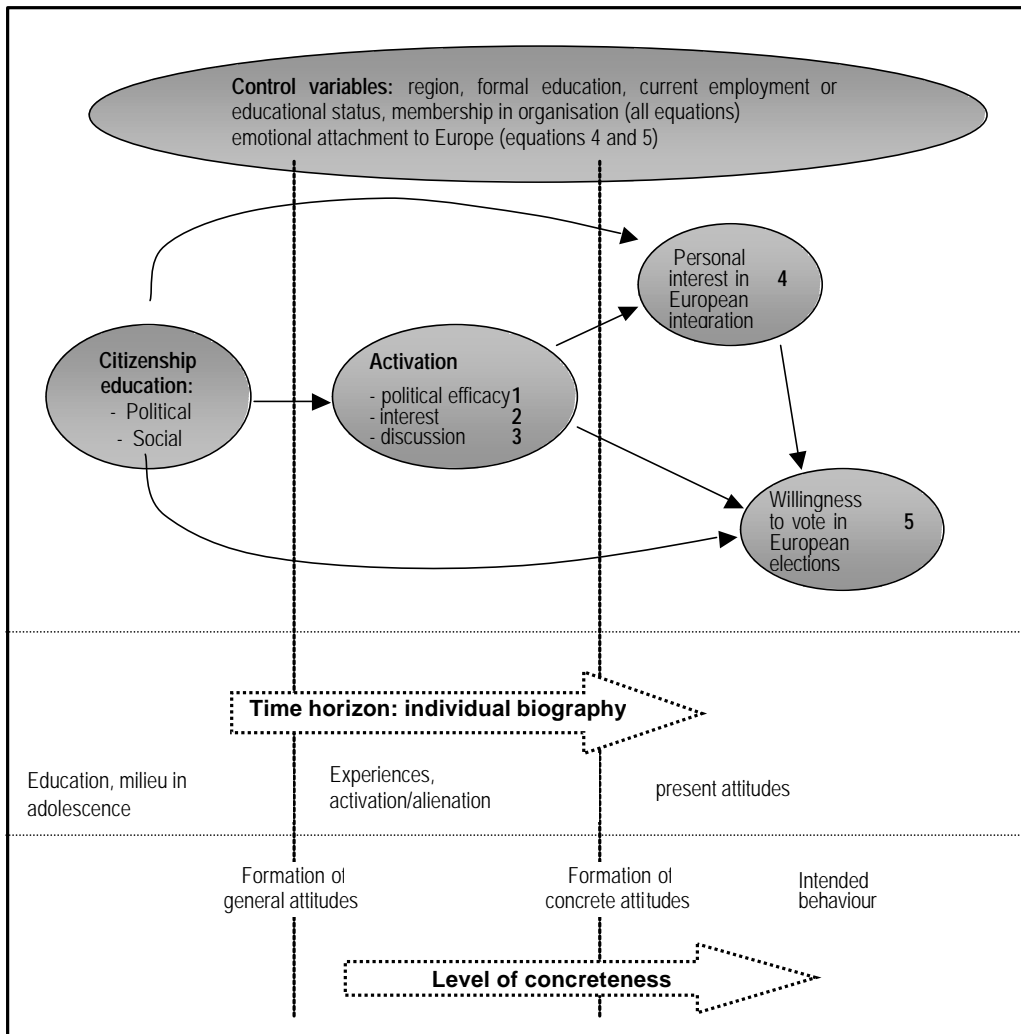 Control variables: region, formal education, current employment or
educational status, membership in organisation (all equations)
emotional attachment to Europe (equations 4 and 5)
Personal
interest in 4
European
integration
Citizenship
education:
- Political
- Social
Activation
- political efficacy 1
- interest 2
- discussion 3
Willingness
to vote in 5
European
elections
Time horizon: individual biography
Education, milieu in
adolescence
Experiences,
activation/alienation
present attitudes
Formation of
general attitudes
Formation of
concrete attitudes
Intended
behaviour
Level of concreteness